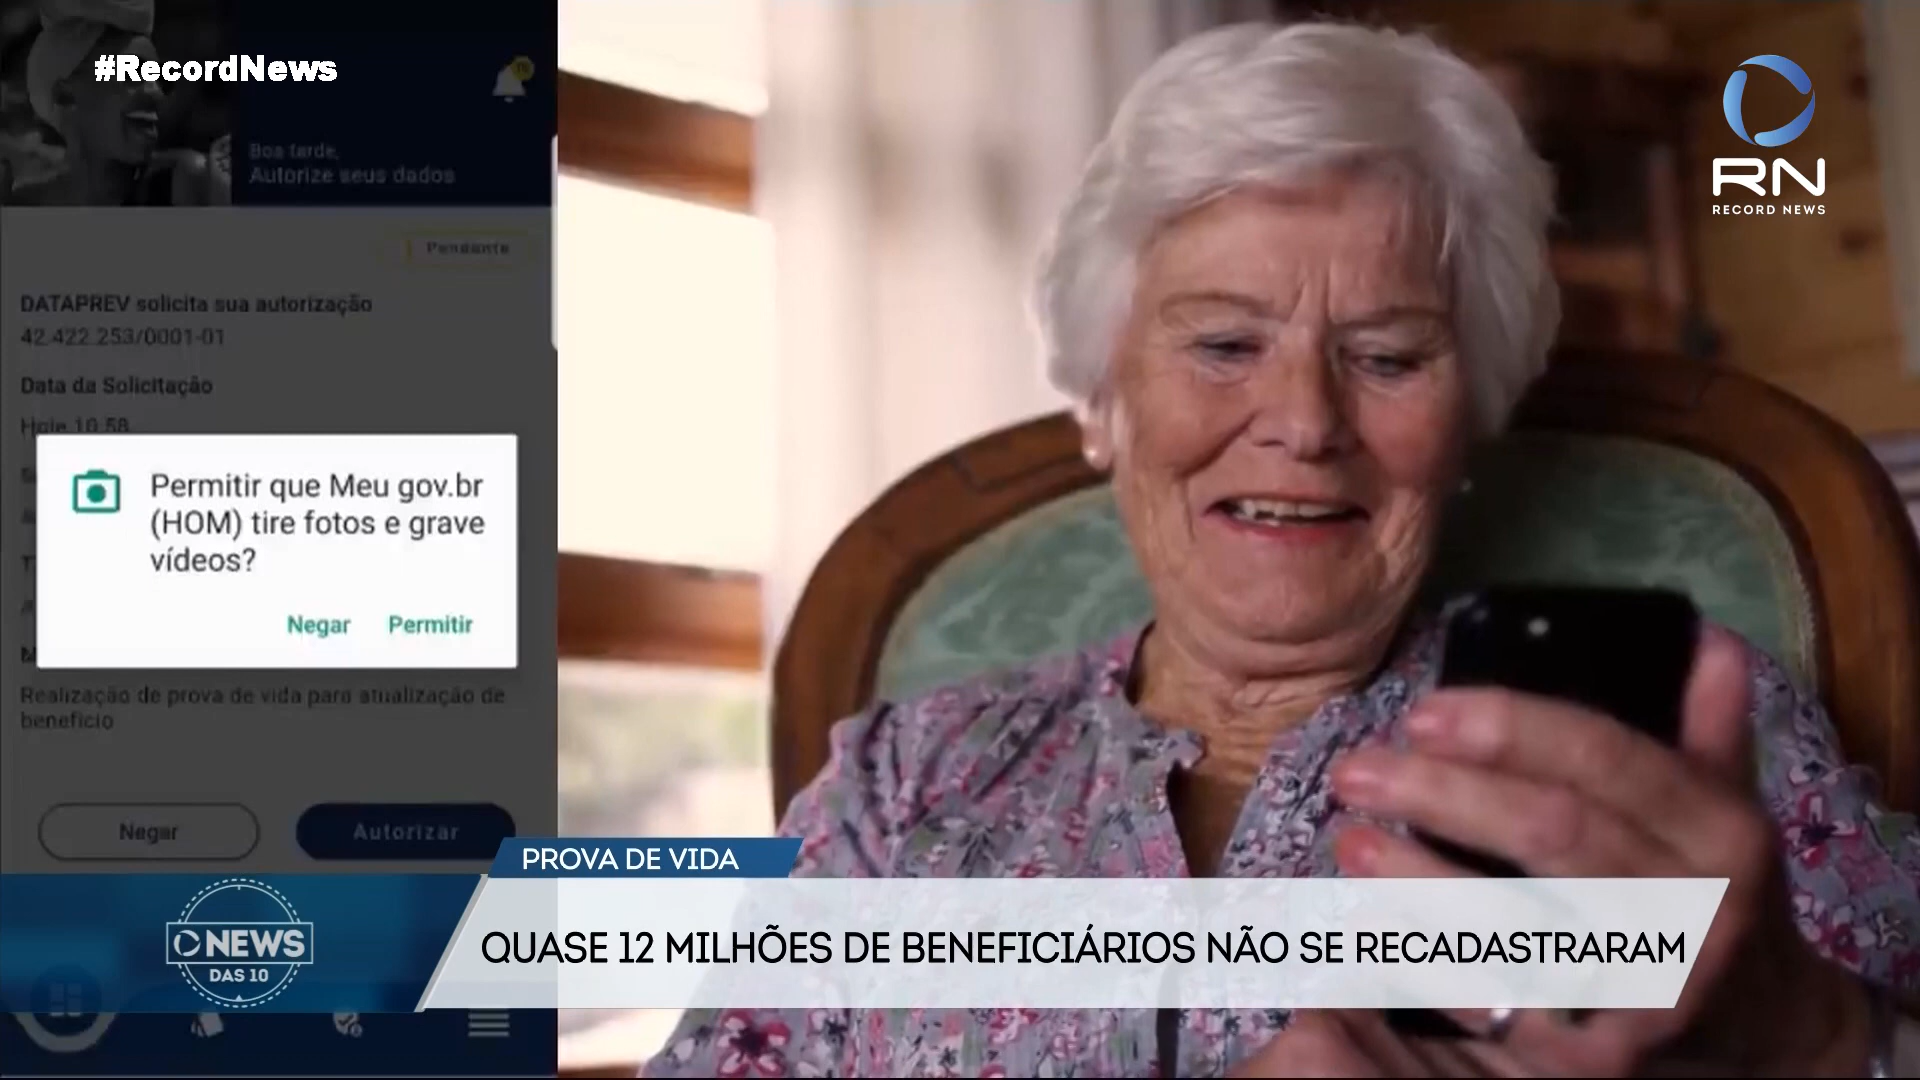 #RecordNews
Boa tarde,
Autorize seus dados
Pendente
DATAPREV solicita sua autorização
42.422.253/0001-01
Data da Solicitação
Hoje 10:58
Permitir que Meu gov.br
(HOM) tire fotos e grave
vídeos?
Negar Permitir
Realização de prova de vida para atualização de
benefício
Negar Autorizar
RN
RECORD NEWS
PROVA DE VIDA
QUASE 12 MILHÕES DE BENEFICIÁRIOS NÃO SE RECADASTRARAM
NEWS
DAS 10